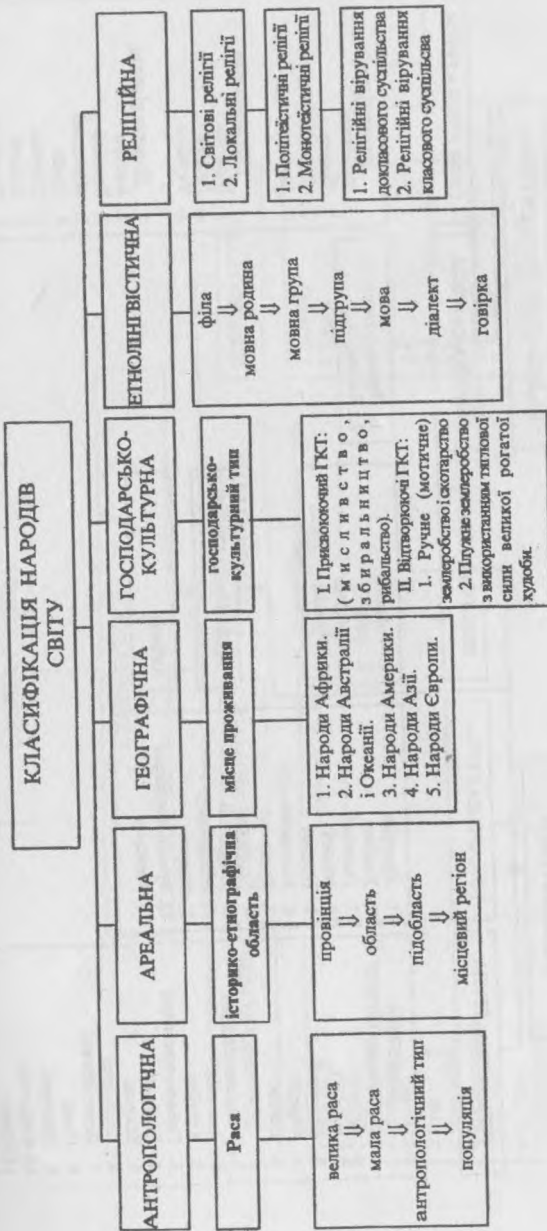 КЛАСИФІКАЦІЯ НАРОДІВ
СВІТУ
АНТРОПОЛОГІЧНА
Раса
велика раса
⇓
мала раса
⇓
антропологічний тип
⇓
популяція
АРЕАЛЬНА
історико-етнографічна
область
провінція
⇓
область
⇓
підобласть
⇓
місцевий регіон
ГЕОГРАФІЧНА
місце проживання
1. Народи Африки.
2. Народи Австралії
і Океанії.
3. Народи Америки.
4. Народи Азії.
5. Народи Європи.
ГОСПОДАРСЬКО-
КУЛЬТУРНА
господарсько-
культурний тип
І. Присвоюючий ГКТ:
(мисливство,
збиральництво,
рибальство).
ІІ. Відтворюючі ГКТ:
1. Ручне (мотичне)
землеробство і скотарство
2. Плужне землеробство
з використанням тяглової
сили великої рогатої
худоби.
ЕТНОЛІНГВІСТИЧНА
філа
⇓
мовна родина
⇓
мовна група
⇓
підгрупа
⇓
мова
⇓
діалект
⇓
говірка
РЕЛІГІЙНА
1. Світові релігії
2. Локальні релігії
1. Політеїстичні релігії
2. Монотеїстичні релігії
1. Релігійні вірування
докласового суспільства
2. Релігійні вірування
класового суспільсва